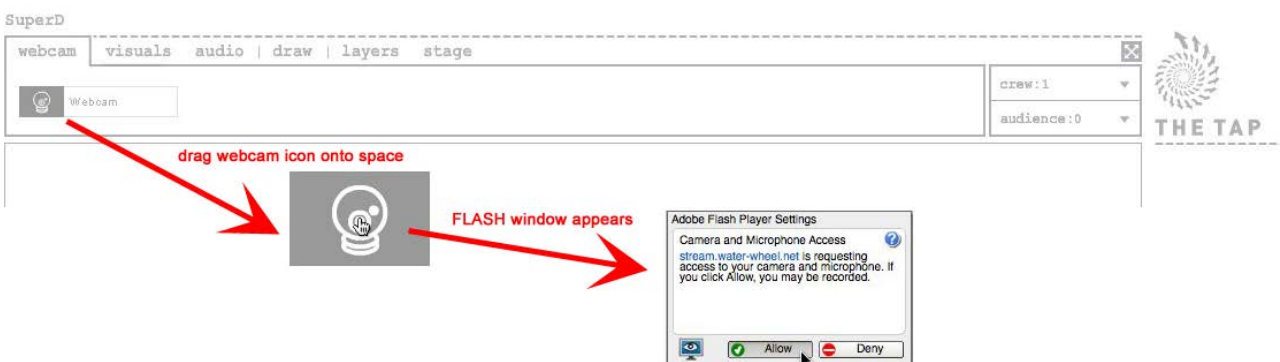 SuperD
webcam visuals audio | draw | layers stage
Webcam
crew:1
audience:0
THE TAP
drag webcam icon onto space
FLASH window appears
Adobe Flash Player Settings
Camera and Microphone Access
stream.water-wheel.net is requesting
access to your camera and microphone. If
you click Allow, you may be recorded.
Allow Deny